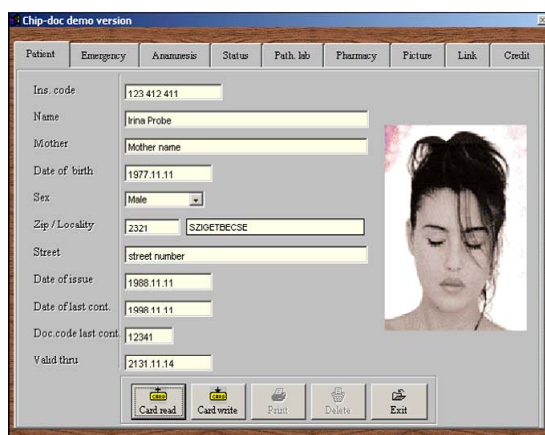 Chip-doc demo version
Patient Emergency Anamnesis Status Path. lab Pharmacy Picture Link Credit
Ins. code 123 412 411
Name Irina Probe
Mother Mother name
Date of birth 1977.11.11
Sex Male
Zip / Locality 2321 SZIGETBECSE
Street street number
Date of issue 1988.11.11
Date of last cont. 1998.11.11
Doc.code last cont. 12341
Valid thru 2131.11.14
Card read Card write Print Delete Exit